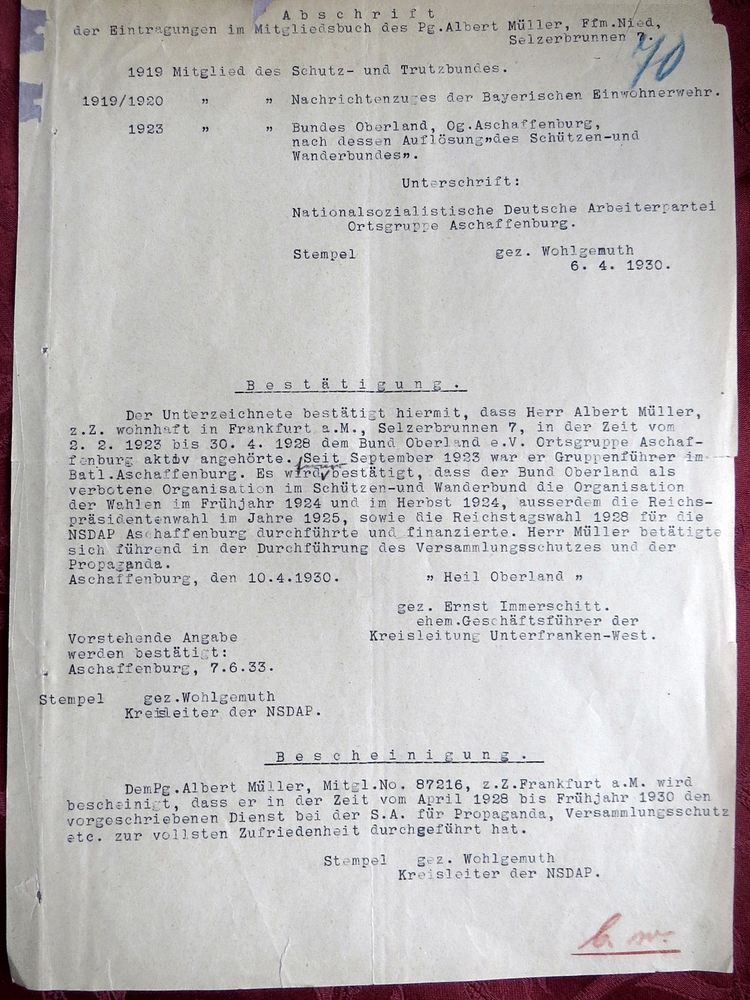 A b s c h r i f t
der Eintragungen im Mitgliedsbuch des Pg.Albert Müller, Ffm.Nied,
Selzerbrunnen 7.
70
1919 Mitglied des Schutz- und Trutzbundes.
1919/1920 " " Nachrichtenzuges der Bayerischen Einwohnerwehr.
1923 " " Bundes Oberland, Og.Aschaffenburg,
nach dessen Auflösung"des Schützen-und
Wanderbundes".
Unterschrift:
Nationalsozialistische Deutsche Arbeiterpartei
Ortsgruppe Aschaffenburg.
Stempel gez. Wohlgemuth
6. 4. 1930.
B e s t ä t i g u n g .
Der Unterzeichnete bestätigt hiermit, dass Herr Albert Müller,
z.Z. wohnhaft in Frankfurt a.M., Selzerbrunnen 7, in der Zeit vom
2. 2. 1923 bis 30. 4. 1928 dem Bund Oberland e.V. Ortsgruppe Aschaf-
fenburg aktiv angehörte. Seit September 1923 war er Gruppenführer im
Batl.Aschaffenburg. Es wird bestätigt, dass der Bund Oberland als
verbotene Organisation im Schützen-und Wanderbund die Organisation
der Wahlen im Frühjahr 1924 und im Herbst 1924, ausserdem die Reichs-
präsidentenwahl im Jahre 1925, sowie die Reichstagswahl 1928 für die
NSDAP Aschaffenburg durchführte und finanzierte. Herr Müller betätigte
sich führend in der Durchführung des Versammlungsschutzes und der
Propaganda.
Aschaffenburg, den 10.4.1930. " Heil Oberland "
gez. Ernst Immerschitt.
ehem.Geschäftsführer der
Kreisleitung Unterfranken-West.
Vorstehende Angabe
werden bestätigt:
Aschaffenburg, 7.6.33.
Stempel gez.Wohlgemuth
Kreisleiter der NSDAP.
B e s c h e i n i g u n g .
DemPg.Albert Müller, Mitgl.No. 87216, z.Z.Frankfurt a.M. wird
bescheinigt, dass er in der Zeit vom April 1928 bis Frühjahr 1930 den
vorgeschriebenen Dienst bei der S.A. für Propaganda, Versammlungsschutz
etc. zur vollsten Zufriedenheit durchgeführt hat.
Stempel gez. Wohlgemuth
Kreisleiter der NSDAP.
b. w.